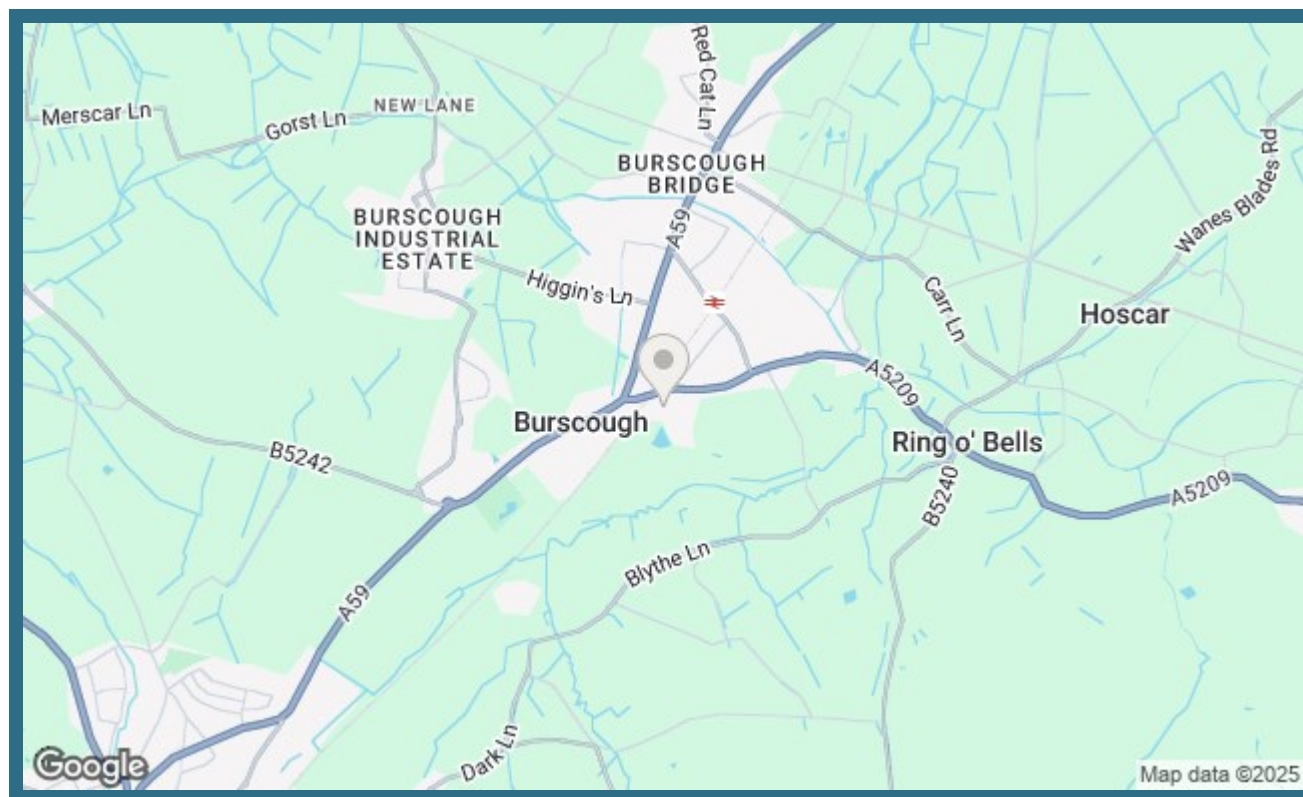 Red Cat Ln
Merscar Ln
NEW LANE
Gorst Ln
Wanes Blades Rd
BURSCOUGH
BRIDGE
BURSCOUGH
INDUSTRIAL
ESTATE
A59
Higgin's Ln
Carr Ln
Hoscar
A5209
Burscough
Ring o' Bells
B5242
B5240
A5209
Blythe Ln
A59
Dark Ln
Google
Map data ©2025